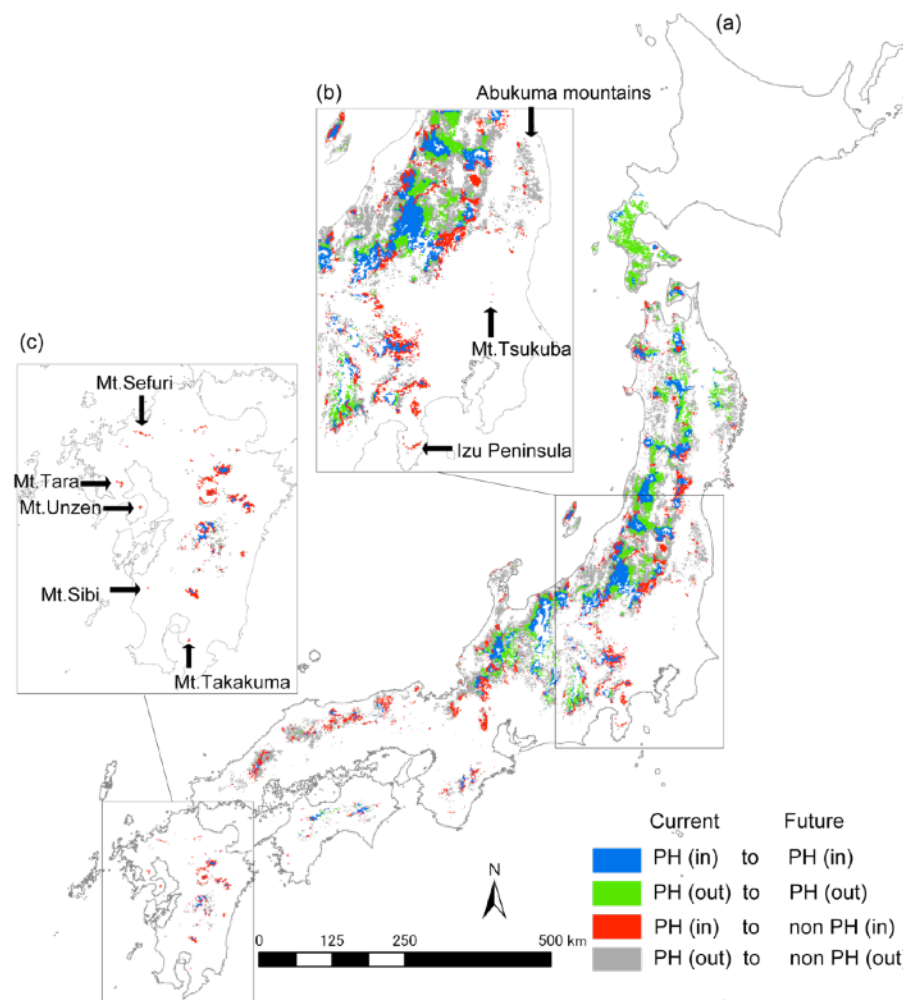 (a)
(b)
Abukuma mountains
Mt.Tsukuba
Izu Peninsula
(c)
Mt.Sefuri
Mt.Tara
Mt.Unzen
Mt.Sibi
Mt.Takakuma
N
0 125 250 500 km
Current Future
PH (in) to PH (in)
PH (out) to PH (out)
PH (in) to non PH (in)
PH (out) to non PH (out)